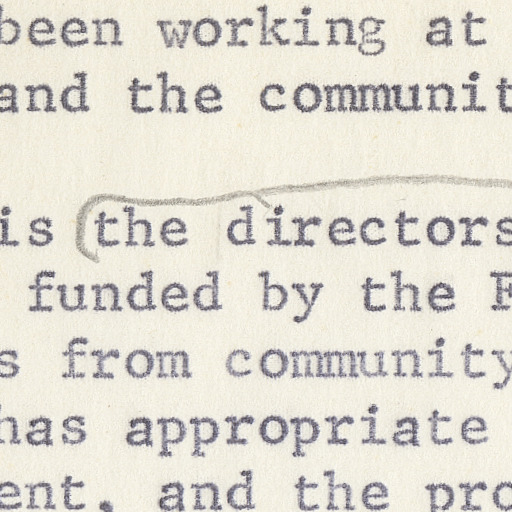 been working at
and the communit
is the directors
funded by the F
s from community
has appropriate
ent, and the pro